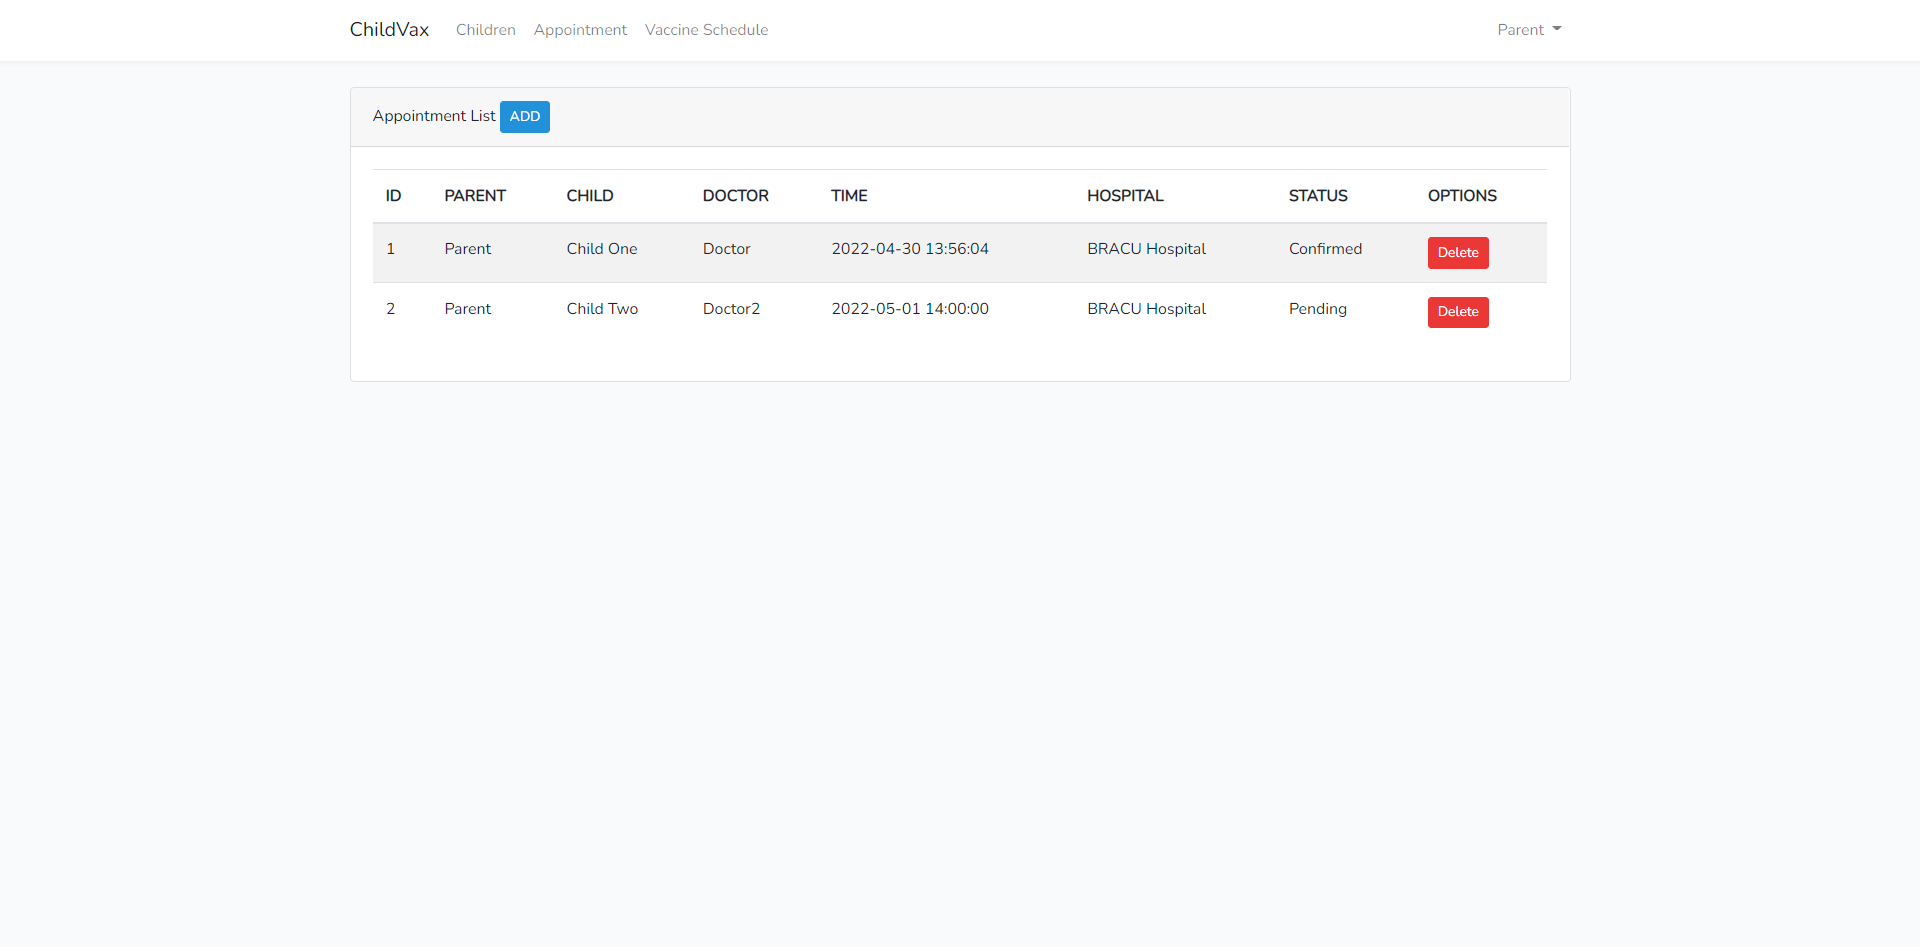 ChildVax Children Appointment Vaccine Schedule Parent
Appointment List ADD
ID PARENT CHILD DOCTOR TIME HOSPITAL STATUS OPTIONS
1 Parent Child One Doctor 2022-04-30 13:56:04 BRACU Hospital Confirmed Delete
2 Parent Child Two Doctor2 2022-05-01 14:00:00 BRACU Hospital Pending Delete